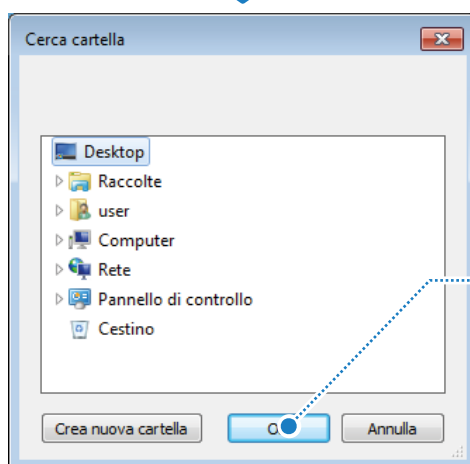 Cerca cartella
Desktop
Raccolte
user
Computer
Rete
Pannello di controllo
Cestino
Crea nuova cartella
Annulla